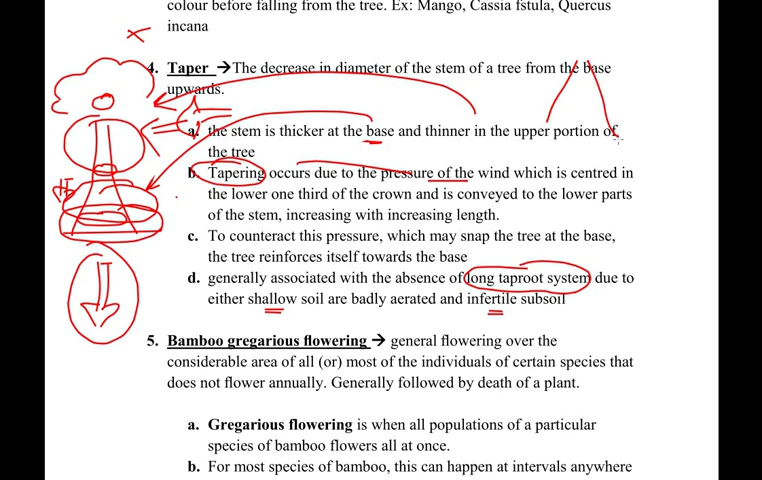 colour before falling from the tree. Ex: Mango, Cassia fstula, Quercus
incana
4. Taper → The decrease in diameter of the stem of a tree from the base
upwards.
a. the stem is thicker at the base and thinner in the upper portion of
the tree
b. Tapering occurs due to the pressure of the wind which is centred in
the lower one third of the crown and is conveyed to the lower parts
of the stem, increasing with increasing length.
c. To counteract this pressure, which may snap the tree at the base,
the tree reinforces itself towards the base
d. generally associated with the absence of long taproot system due to
either shallow soil are badly aerated and infertile subsoil
5. Bamboo gregarious flowering → general flowering over the
considerable area of all (or) most of the individuals of certain species that
does not flower annually. Generally followed by death of a plant.
a. Gregarious flowering is when all populations of a particular
species of bamboo flowers all at once.
b. For most species of bamboo, this can happen at intervals anywhere